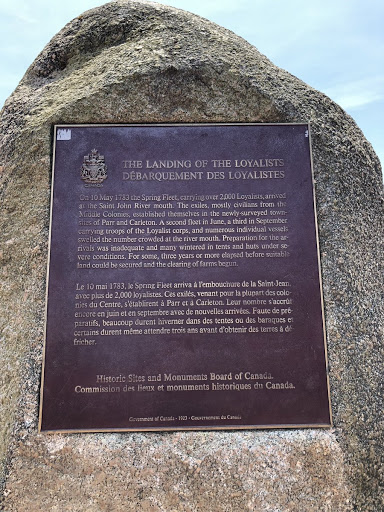 CANADA
THE LANDING OF THE LOYALISTS
DÉBARQUEMENT DES LOYALISTES
On 10 May 1783 the Spring Fleet, carrying over 2,000 Loyalists, arrived
at the Saint John River mouth. The exiles, mostly civilians from the
Middle Colonies, established themselves in the newly-surveyed town-
sites of Parr and Carleton. A second fleet in June, a third in September
carrying troops of the Loyalist corps, and numerous individual vessels
swelled the number crowded at the river mouth. Preparation for the ar-
rivals was inadequate and many wintered in tents and huts under se-
vere conditions. For some, three years or more elapsed before suitable
land could be secured and the clearing of farms begun.
Le 10 mai 1783, le Spring Fleet arriva à l'embouchure de la Saint-Jean,
avec plus de 2,000 loyalistes. Ces exilés, venant pour la plupart des colo-
nies du Centre, s'établirent à Parr et à Carleton. Leur nombre s'accrût
encore en juin et en septembre avec de nouvelles arrivées. Faute de pré-
paratifs, beaucoup durent hiverner dans des tentes ou des baraques et
certains durent même attendre trois ans avant d'obtenir des terres à dé-
fricher.
Historic Sites and Monuments Board of Canada.
Commission des lieux et monuments historiques du Canada.
Government of Canada - 1923 - Gouvernement du Canada